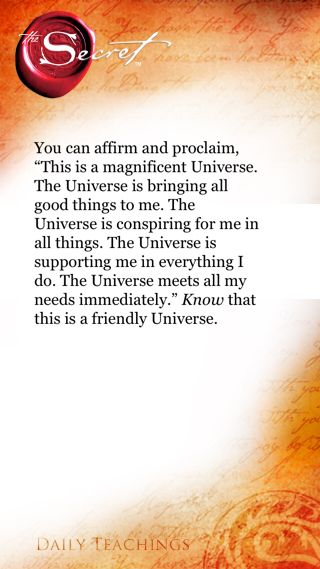 the Secret™
You can affirm and proclaim,
“This is a magnificent Universe.
The Universe is bringing all
good things to me. The
Universe is conspiring for me in
all things. The Universe is
supporting me in everything I
do. The Universe meets all my
needs immediately.” Know that
this is a friendly Universe.
Daily Teachings